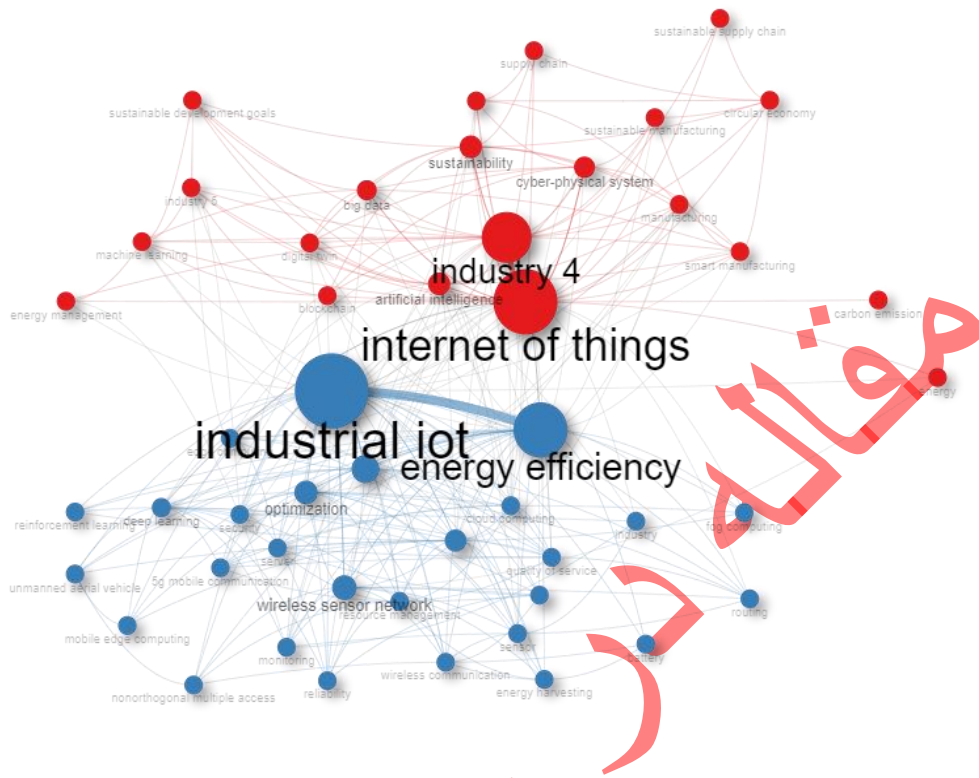 sustainable supply chain
supply chain
sustainable development goals
circular economy
sustainable manufacturing
sustainability
cyber-physical system
industry 5
big data
manufacturing
machine learning
digital twin
smart manufacturing
industry 4
artificial intelligence
blockchain
energy management
carbon emission
internet of things
energy
industrial iot
energy efficiency
optimization
reinforcement learning
deep learning
security
cloud computing
industry
fog computing
server
quality of service
unmanned aerial vehicle
5g mobile communication
wireless sensor network
resource management
routing
mobile edge computing
sensor
monitoring
battery
wireless communication
nonorthogonal multiple access
reliability
energy harvesting
مقاله در